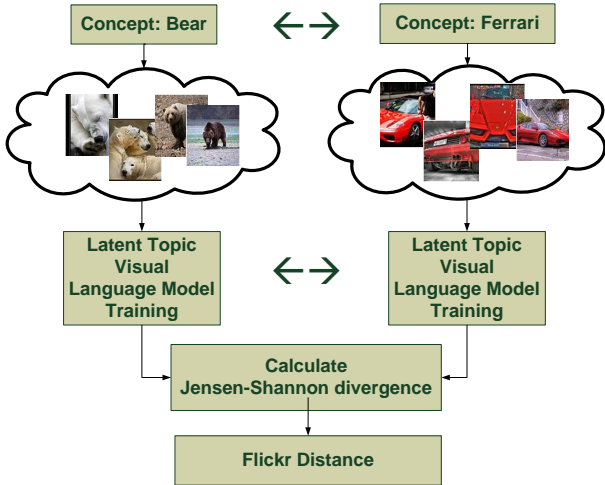 Concept: Bear
Concept: Ferrari
Latent Topic
Visual
Language Model
Training
Latent Topic
Visual
Language Model
Training
Calculate
Jensen-Shannon divergence
Flickr Distance